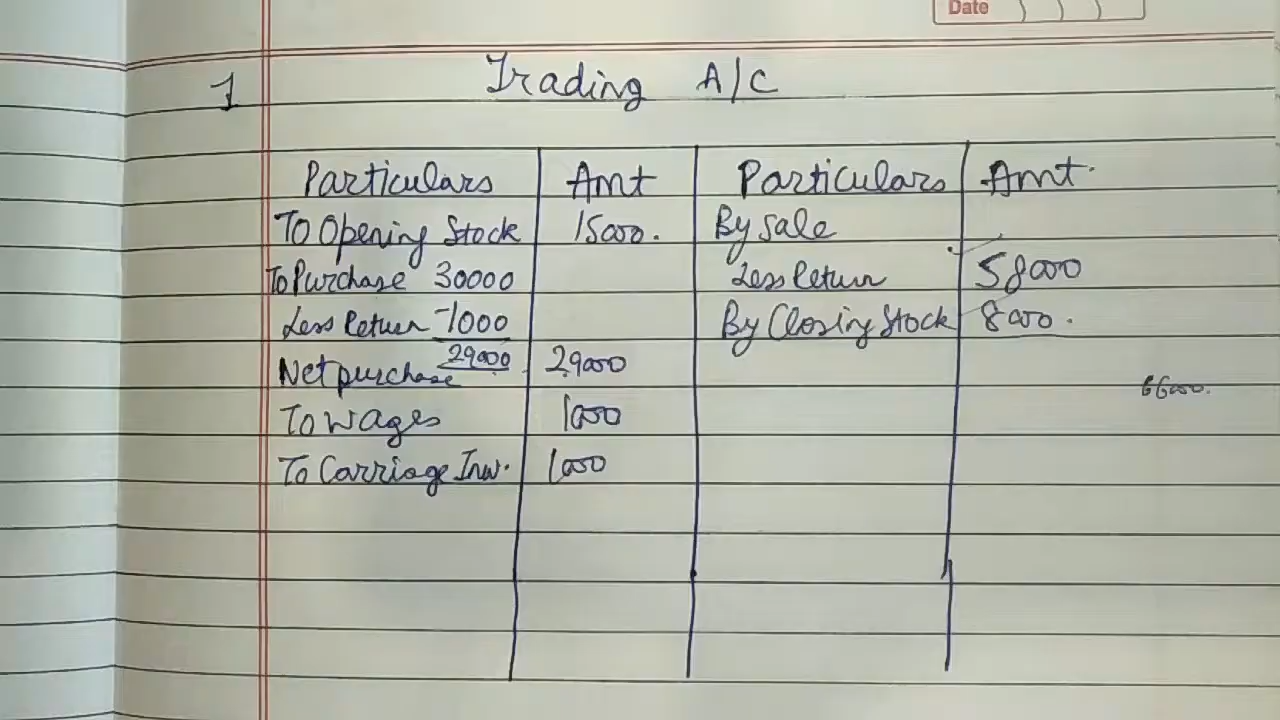 Date
1 Trading A/C
Particulars Amt Particulars Amt.
To Opening Stock 15000. By sale
To Purchase 30000 Less Return 58000
Less Return -1000 By Closing Stock 8000.
29000
Net purchase 29000
66000.
To wages 1000
To Carriage Inw. 1000